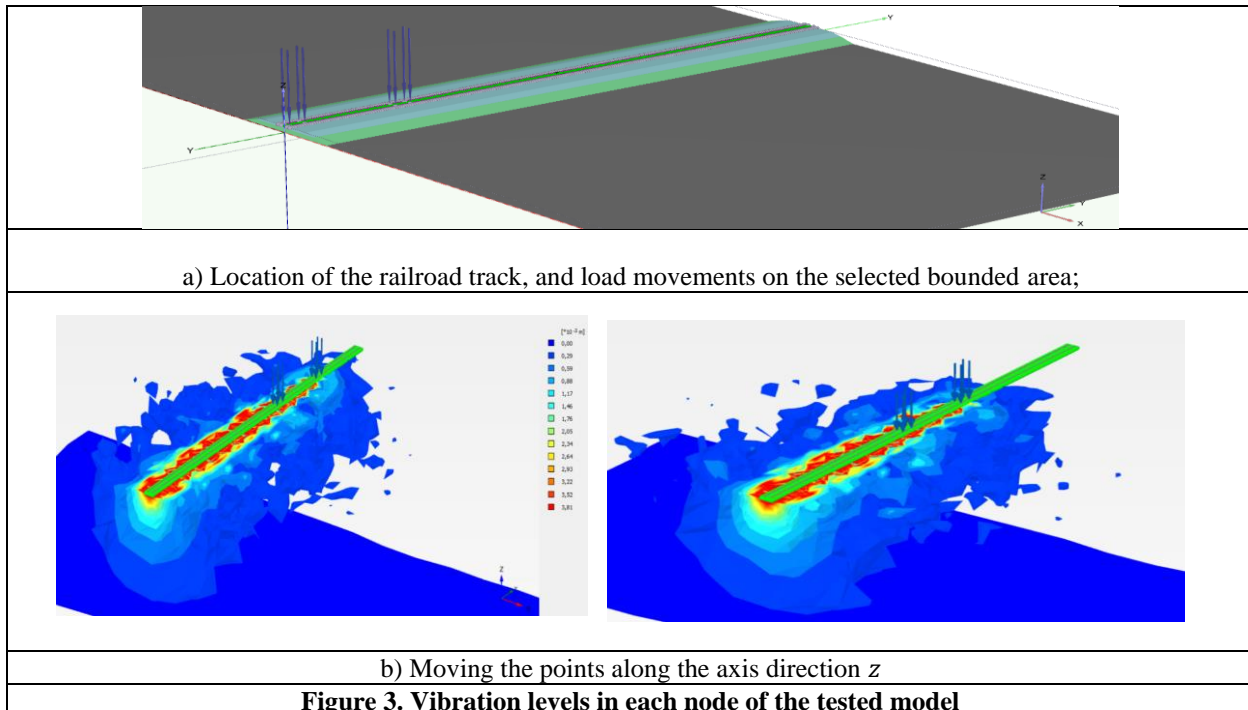 Y
Z
Y
Z
Y
X
a) Location of the railroad track, and load movements on the selected bounded area;
[*10⁻³ m]
0,00
0,29
0,59
0,88
1,17
1,46
1,76
2,05
2,34
2,64
2,93
3,22
3,52
3,81
Z
b) Moving the points along the axis direction z
Figure 3. Vibration levels in each node of the tested model